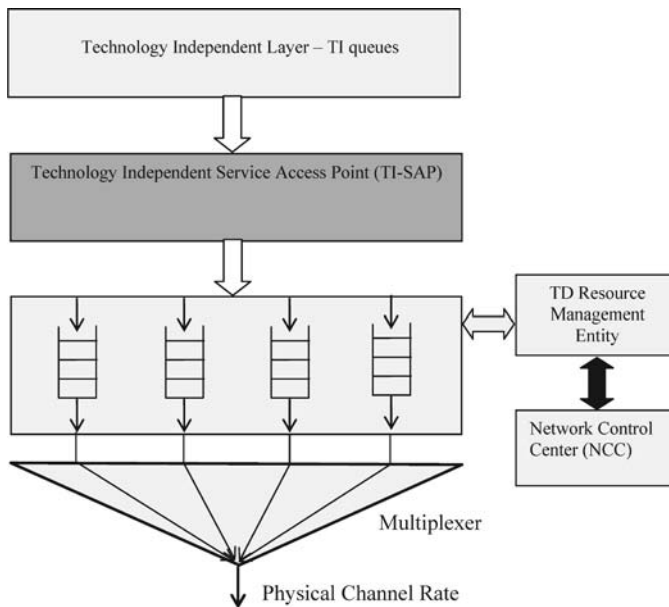 Technology Independent Layer – TI queues
Technology Independent Service Access Point (TI-SAP)
TD Resource
Management
Entity
Network Control
Center (NCC)
Multiplexer
Physical Channel Rate